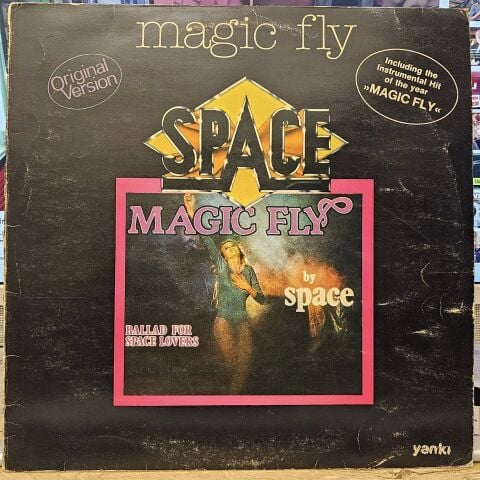 magic fly
Original
Version
Including the
Instrumental Hit
of the year
»MAGIC FLY«
SPACE
MAGIC FLY
by
space
BALLAD FOR
SPACE LOVERS
yankı